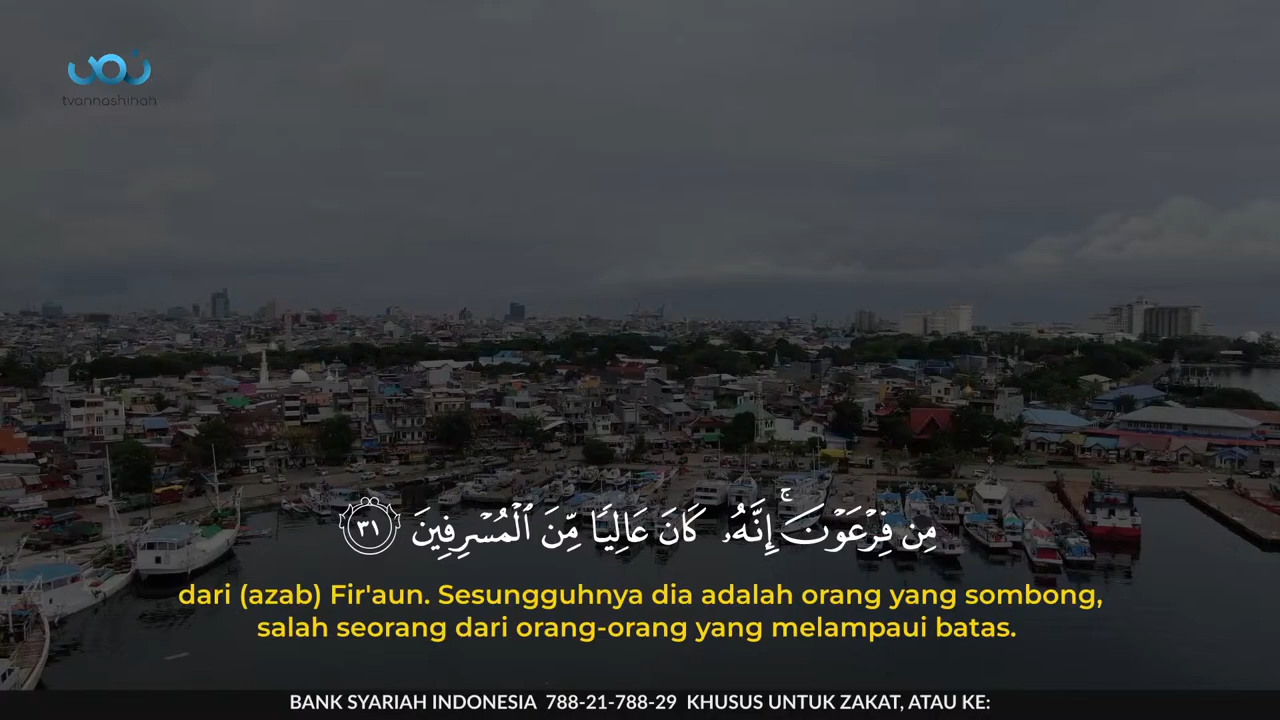 tvannashihah
مِن فِرْعَوْنَ ۚ إِنَّهُۥ كَانَ عَالِيًا مِّنَ ٱلْمُسْرِفِينَ ٣١
dari (azab) Fir'aun. Sesungguhnya dia adalah orang yang sombong,
salah seorang dari orang-orang yang melampaui batas.
BANK SYARIAH INDONESIA 788-21-788-29 KHUSUS UNTUK ZAKAT, ATAU KE: